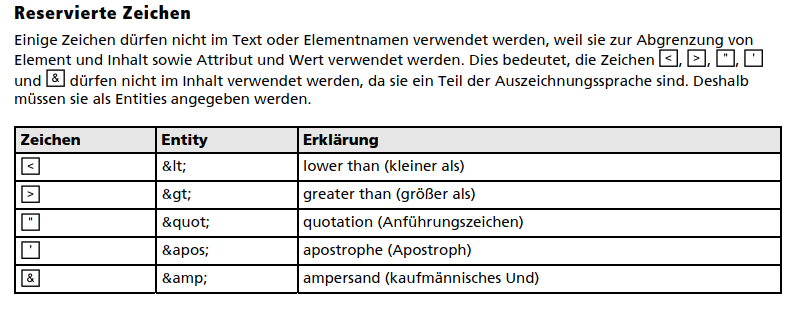 Reservierte Zeichen
Einige Zeichen dürfen nicht im Text oder Elementnamen verwendet werden, weil sie zur Abgrenzung von
Element und Inhalt sowie Attribut und Wert verwendet werden. Dies bedeutet, die Zeichen <, >, ", '
und & dürfen nicht im Inhalt verwendet werden, da sie ein Teil der Auszeichnungssprache sind. Deshalb
müssen sie als Entities angegeben werden.
Zeichen Entity Erklärung
< &lt; lower than (kleiner als)
> &gt; greater than (größer als)
" &quot; quotation (Anführungszeichen)
' &apos; apostrophe (Apostroph)
& &amp; ampersand (kaufmännisches Und)